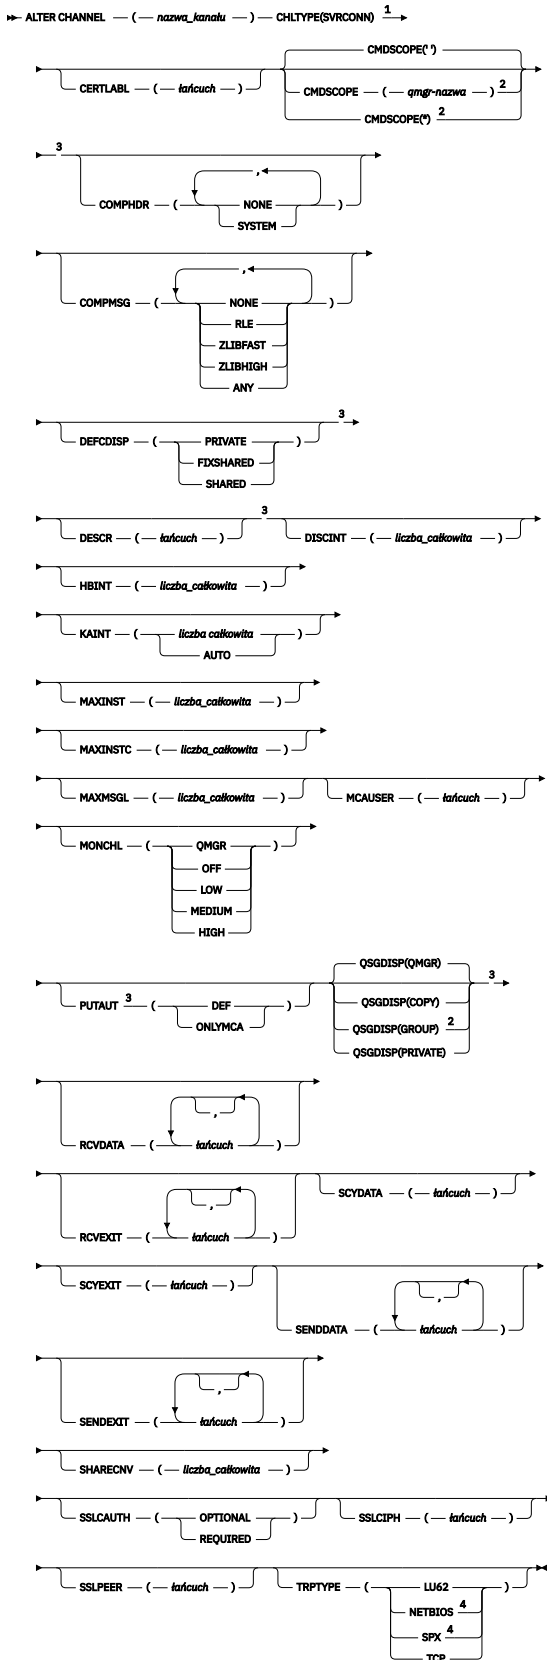 ALTER CHANNEL ( nazwa_kanału ) CHLTYPE(SVRCONN) 1
CMDSCOPE(' ')
CERTLABL ( łańcuch ) CMDSCOPE ( qmgr-nazwa ) 2
CMDSCOPE(*) 2
3
,
COMPHDR ( NONE )
SYSTEM
,
COMPMSG ( NONE )
RLE
ZLIBFAST
ZLIBHIGH
ANY
3
DEFCDISP ( PRIVATE )
FIXSHARED
SHARED
3
DESCR ( łańcuch ) DISCINT ( liczba_całkowita )
HBINT ( liczba_całkowita )
KAINT ( liczba całkowita )
AUTO
MAXINST ( liczba_całkowita )
MAXINSTC ( liczba_całkowita )
MAXMSGL ( liczba_całkowita ) MCAUSER ( łańcuch )
MONCHL ( QMGR )
OFF
LOW
MEDIUM
HIGH
QSGDISP(QMGR) 3
PUTAUT 3 ( DEF ) QSGDISP(COPY)
ONLYMCA QSGDISP(GROUP) 2
QSGDISP(PRIVATE)
,
RCVDATA ( łańcuch )
SCYDATA ( łańcuch )
,
RCVEXIT ( łańcuch )
SCYEXIT ( łańcuch )
,
SENDDATA ( łańcuch )
,
SENDEXIT ( łańcuch )
SHARECNV ( liczba_całkowita )
SSLCAUTH ( OPTIONAL ) SSLCIPH ( łańcuch )
REQUIRED
SSLPEER ( łańcuch ) TRPTYPE ( LU62 )
NETBIOS 4
SPX 4
TCP